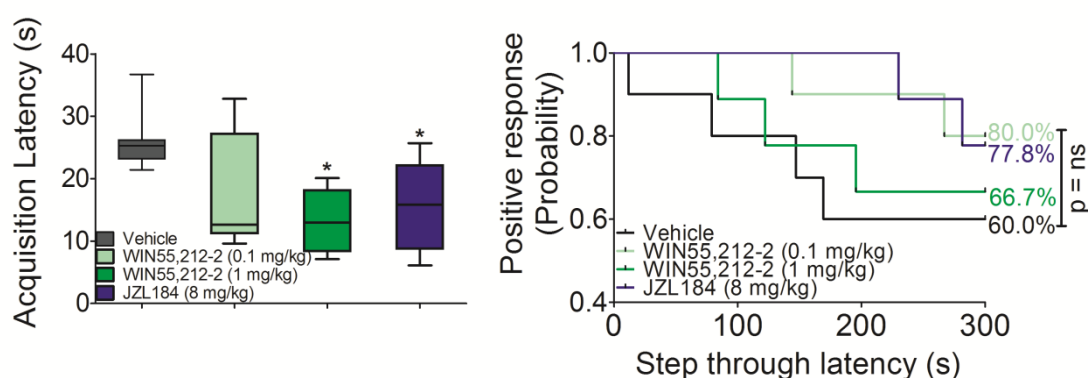 Acquisition Latency (s)
40
30
20
10
0
*
*
Vehicle
WIN55,212-2 (0.1 mg/kg)
WIN55,212-2 (1 mg/kg)
JZL184 (8 mg/kg)
Positive response
(Probability)
1.0
0.8
0.6
0.4
80.0%
77.8%
66.7%
60.0%
p = ns
Vehicle
WIN55,212-2 (0.1 mg/kg)
WIN55,212-2 (1 mg/kg)
JZL184 (8 mg/kg)
0 100 200 300
Step through latency (s)